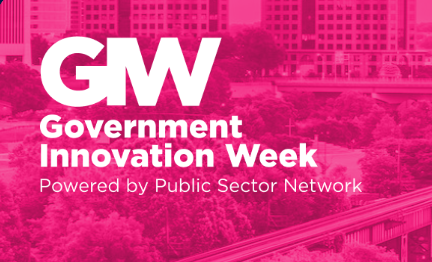 GIW
Government
Innovation Week
Powered by Public Sector Network